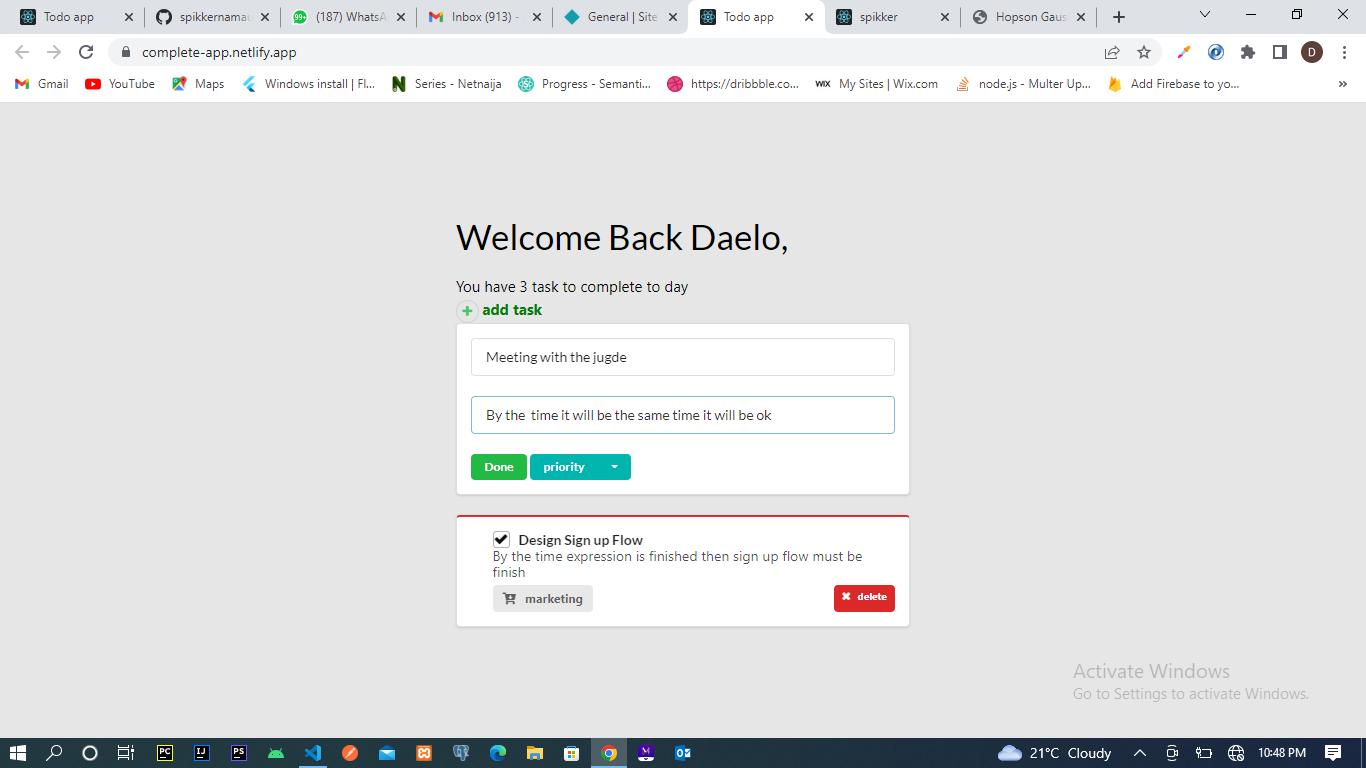 Todo app
spikkernamau
(187) WhatsA
Inbox (913) -
General | Site
Todo app
spikker
Hopson Gaus
complete-app.netlify.app
D
Gmail
YouTube
Maps
Windows install | Fl...
Series - Netnaija
Progress - Semanti...
https://dribbble.co...
WIX My Sites | Wix.com
node.js - Multer Up...
Add Firebase to yo...
Welcome Back Daelo,
You have 3 task to complete to day
add task
Meeting with the jugde
By the  time it will be the same time it will be ok
Done
priority
Design Sign up Flow
By the time expression is finished then sign up flow must be
finish
marketing
delete
Activate Windows
Go to Settings to activate Windows.
PC
IJ
PS
21°C Cloudy
10:48 PM